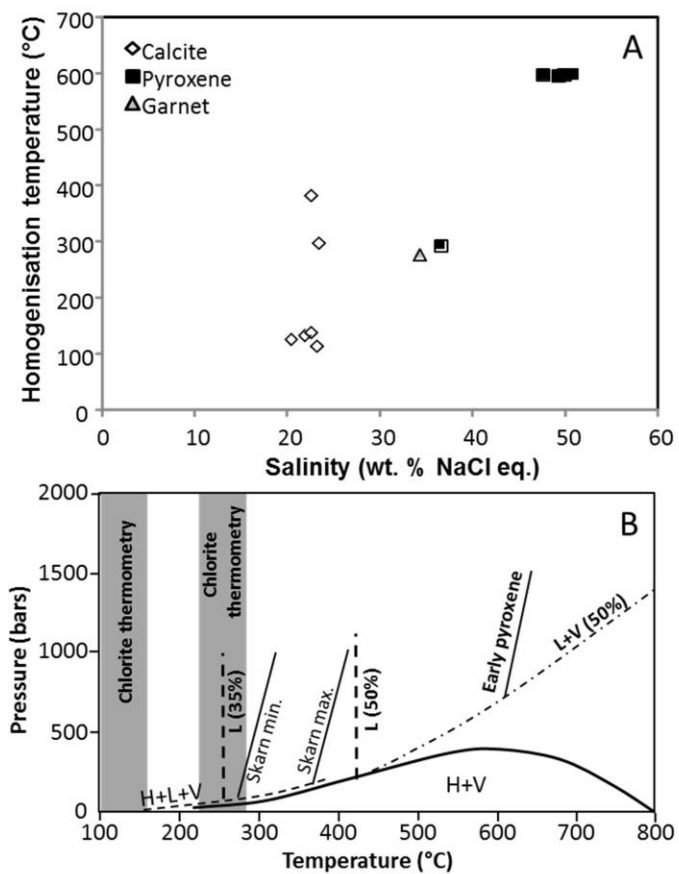 700
600
500
400
300
200
100
0
Homogenisation temperature (°C)
Calcite
Pyroxene
Garnet
A
0 10 20 30 40 50 60
Salinity (wt. % NaCl eq.)
2000
1500
1000
500
0
Pressure (bars)
B
Chlorite thermometry
Chlorite
thermometry
L (35%)
Skarn min.
Skarn max.
L (50%)
Early pyroxene
L+V (50%)
H+L+V
H+V
100 200 300 400 500 600 700 800
Temperature (°C)